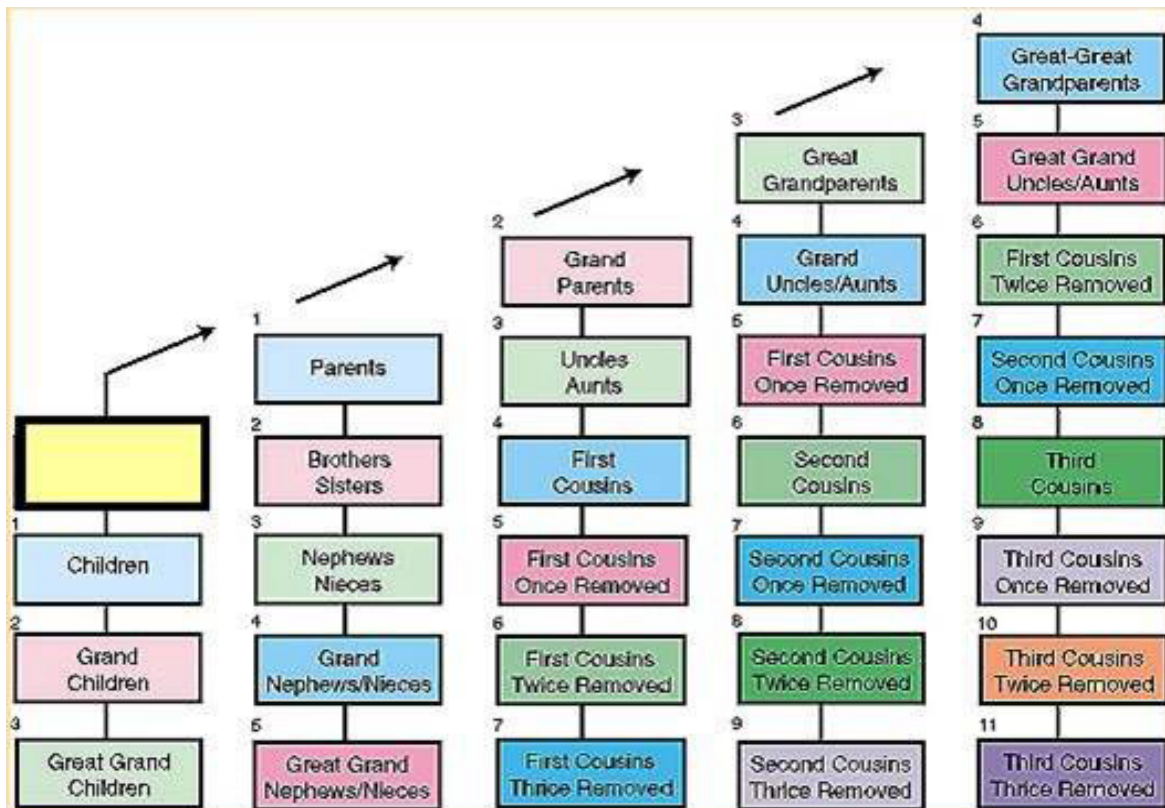 1
Children
2
Grand
Children
3
Great Grand
Children
1
Parents
2
Brothers
Sisters
3
Nephews
Nieces
4
Grand
Nephews/Nieces
5
Great Grand
Nephews/Nieces
2
Grand
Parents
3
Uncles
Aunts
4
First
Cousins
5
First Cousins
Once Removed
6
First Cousins
Twice Removed
7
First Cousins
Thrice Removed
3
Great
Grandparents
4
Grand
Uncles/Aunts
5
First Cousins
Once Removed
6
Second
Cousins
7
Second Cousins
Once Removed
8
Second Cousins
Twice Removed
9
Second Cousins
Thrice Removed
4
Great-Great
Grandparents
5
Great Grand
Uncles/Aunts
6
First Cousins
Twice Removed
7
Second Cousins
Once Removed
8
Third
Cousins
9
Third Cousins
Once Removed
10
Third Cousins
Twice Removed
11
Third Cousins
Thrice Removed